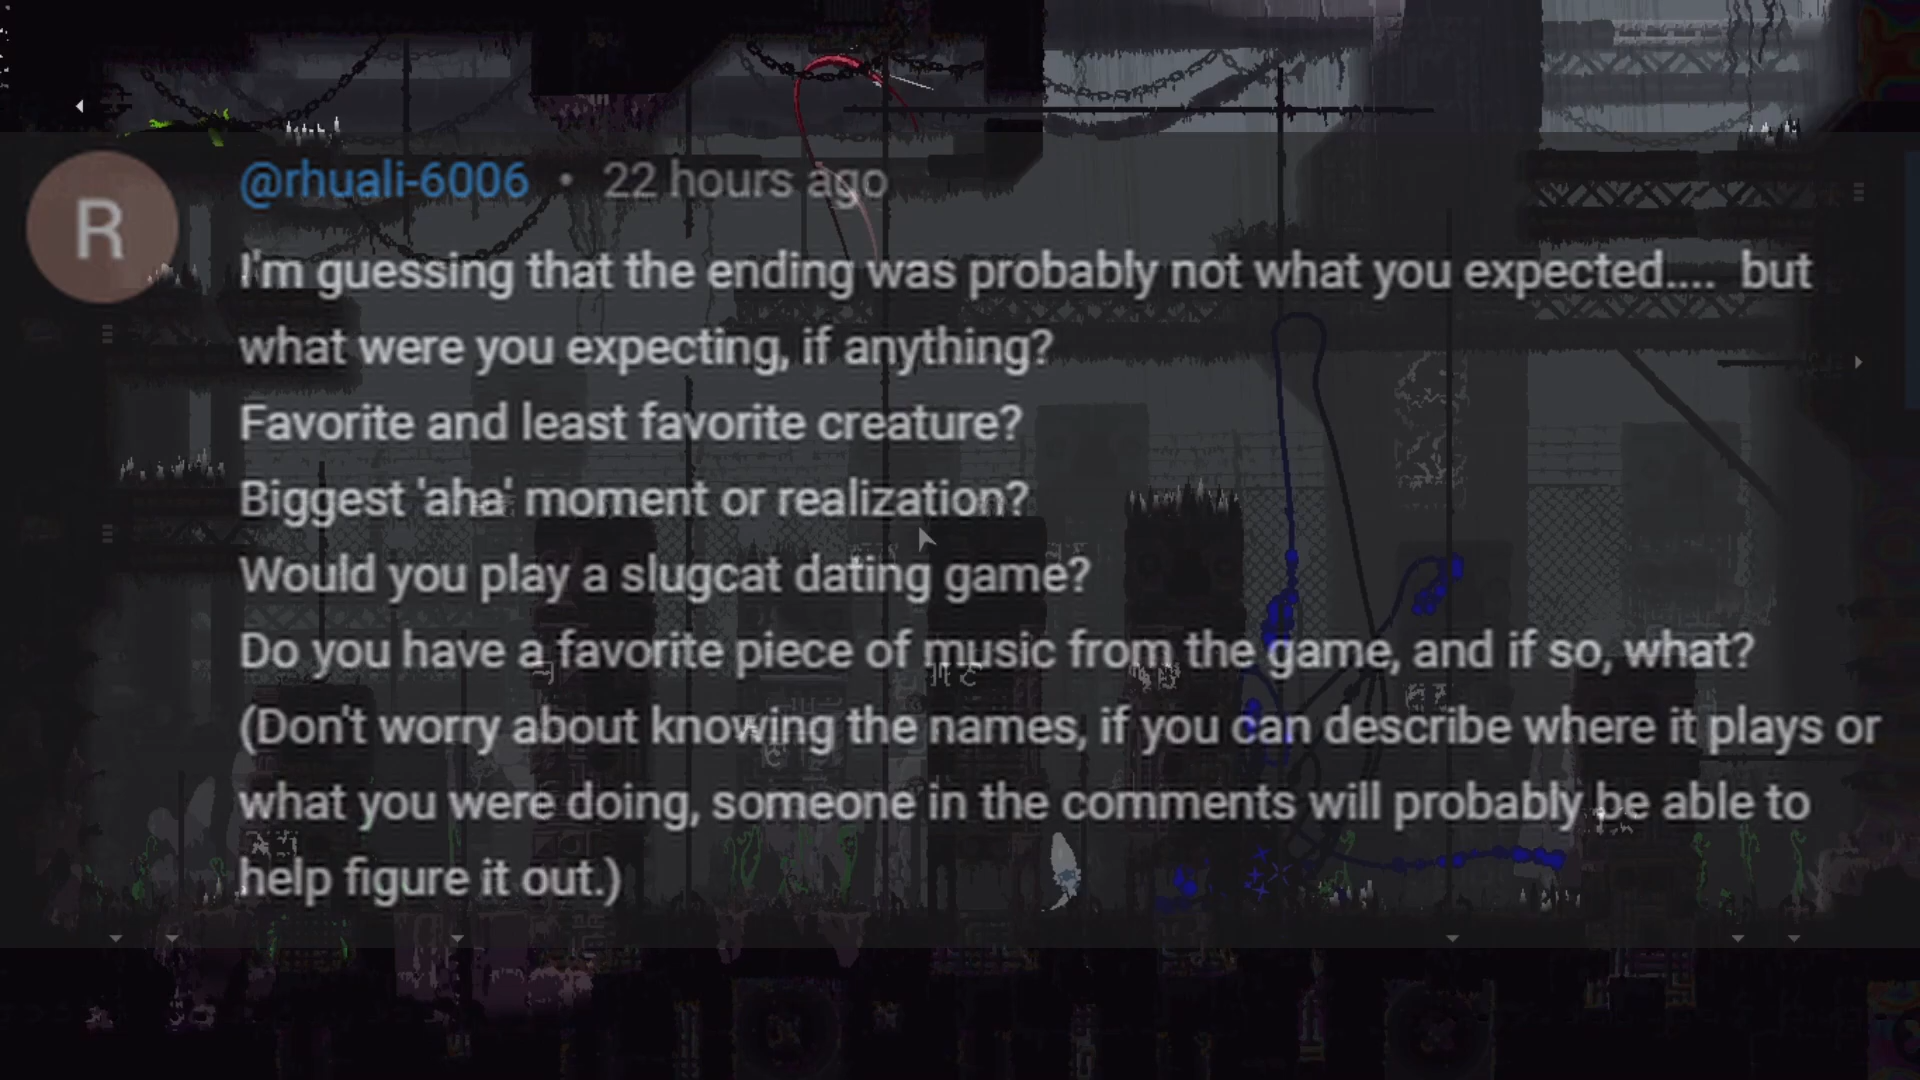 R
@rhuali-6006 • 22 hours ago
I'm guessing that the ending was probably not what you expected.... but
what were you expecting, if anything?
Favorite and least favorite creature?
Biggest 'aha' moment or realization?
Would you play a slugcat dating game?
Do you have a favorite piece of music from the game, and if so, what?
(Don't worry about knowing the names, if you can describe where it plays or
what you were doing, someone in the comments will probably be able to
help figure it out.)